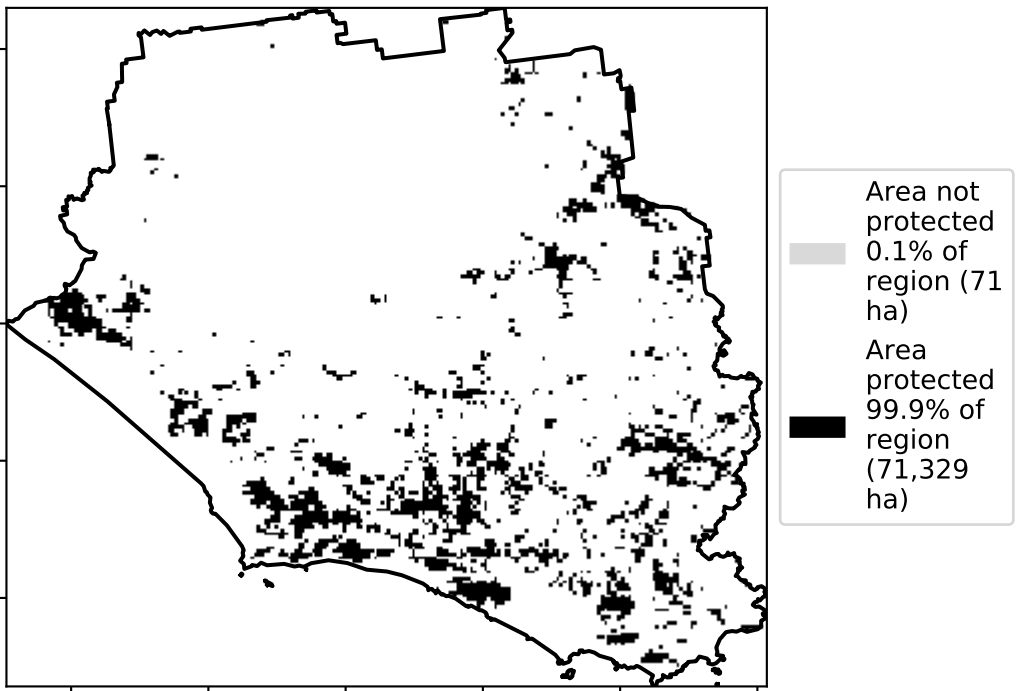 Area not
protected
0.1% of
region (71
ha)
Area
protected
99.9% of
region
(71,329
ha)